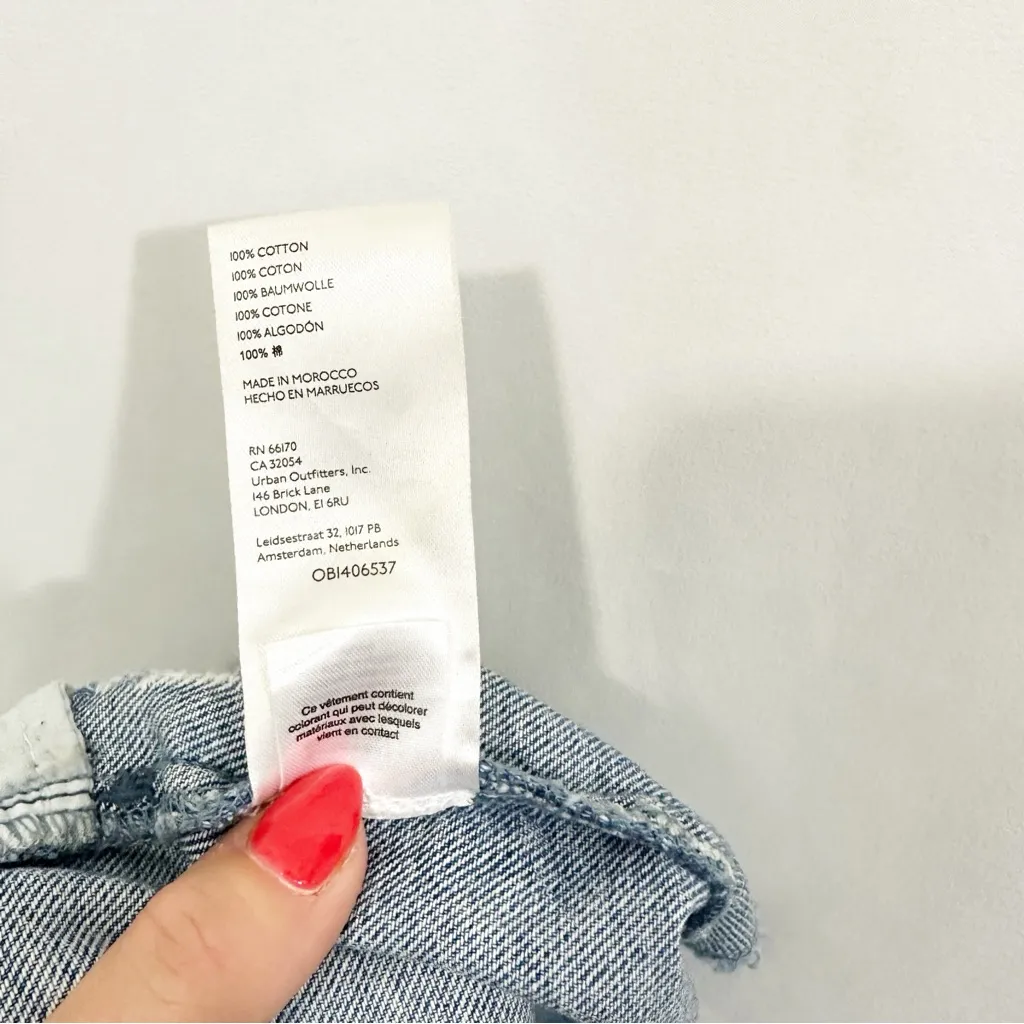 100% COTTON
100% COTON
100% BAUMWOLLE
100% COTONE
100% ALGODÓN
100% 棉
MADE IN MOROCCO
HECHO EN MARRUECOS
RN 66170
CA 32054
Urban Outfitters, Inc.
146 Brick Lane
LONDON, E1 6RU
Leidsestraat 32, 1017 PB
Amsterdam, Netherlands
OB1406537
Ce vêtement contient
colorant qui peut décolorer
matériaux avec lesquels
vient en contact